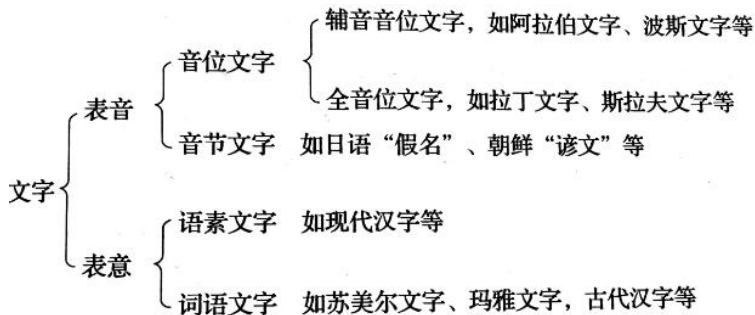 文字
表音
音位文字
辅音音位文字，如阿拉伯文字、波斯文字等
全音位文字，如拉丁文字、斯拉夫文字等
音节文字 如日语“假名”、朝鲜“谚文”等
表意
语素文字 如现代汉字等
词语文字 如苏美尔文字、玛雅文字，古代汉字等